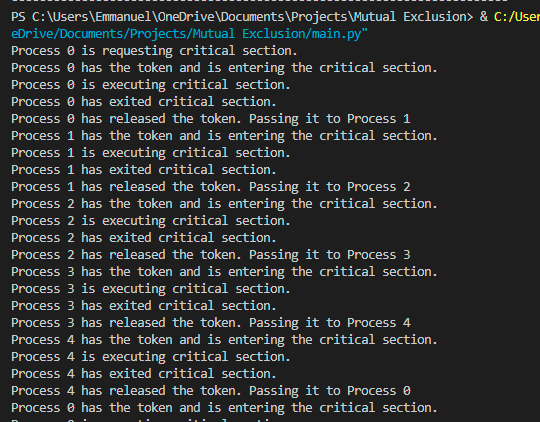 PS C:\Users\Emmanuel\OneDrive\Documents\Projects\Mutual Exclusion> & C:/User
eDrive/Documents/Projects/Mutual Exclusion/main.py"
Process 0 is requesting critical section.
Process 0 has the token and is entering the critical section.
Process 0 is executing critical section.
Process 0 has exited critical section.
Process 0 has released the token. Passing it to Process 1
Process 1 has the token and is entering the critical section.
Process 1 is executing critical section.
Process 1 has exited critical section.
Process 1 has released the token. Passing it to Process 2
Process 2 has the token and is entering the critical section.
Process 2 is executing critical section.
Process 2 has exited critical section.
Process 2 has released the token. Passing it to Process 3
Process 3 has the token and is entering the critical section.
Process 3 is executing critical section.
Process 3 has exited critical section.
Process 3 has released the token. Passing it to Process 4
Process 4 has the token and is entering the critical section.
Process 4 is executing critical section.
Process 4 has exited critical section.
Process 4 has released the token. Passing it to Process 0
Process 0 has the token and is entering the critical section.